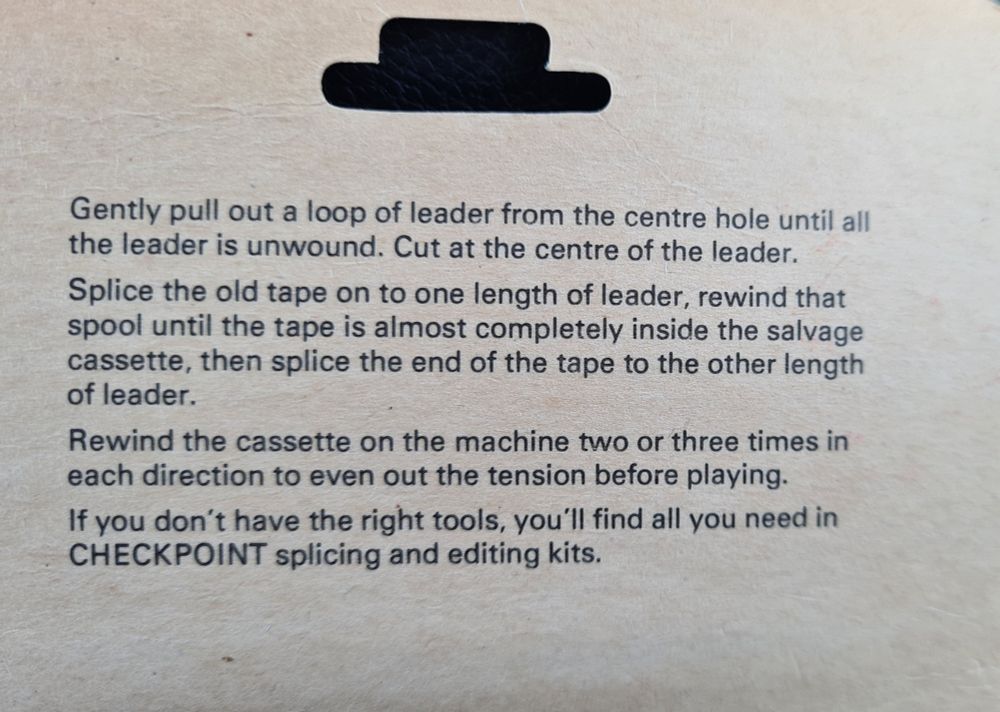 Gently pull out a loop of leader from the centre hole until all
the leader is unwound. Cut at the centre of the leader.
Splice the old tape on to one length of leader, rewind that
spool until the tape is almost completely inside the salvage
cassette, then splice the end of the tape to the other length
of leader.
Rewind the cassette on the machine two or three times in
each direction to even out the tension before playing.
If you don't have the right tools, you'll find all you need in
CHECKPOINT splicing and editing kits.